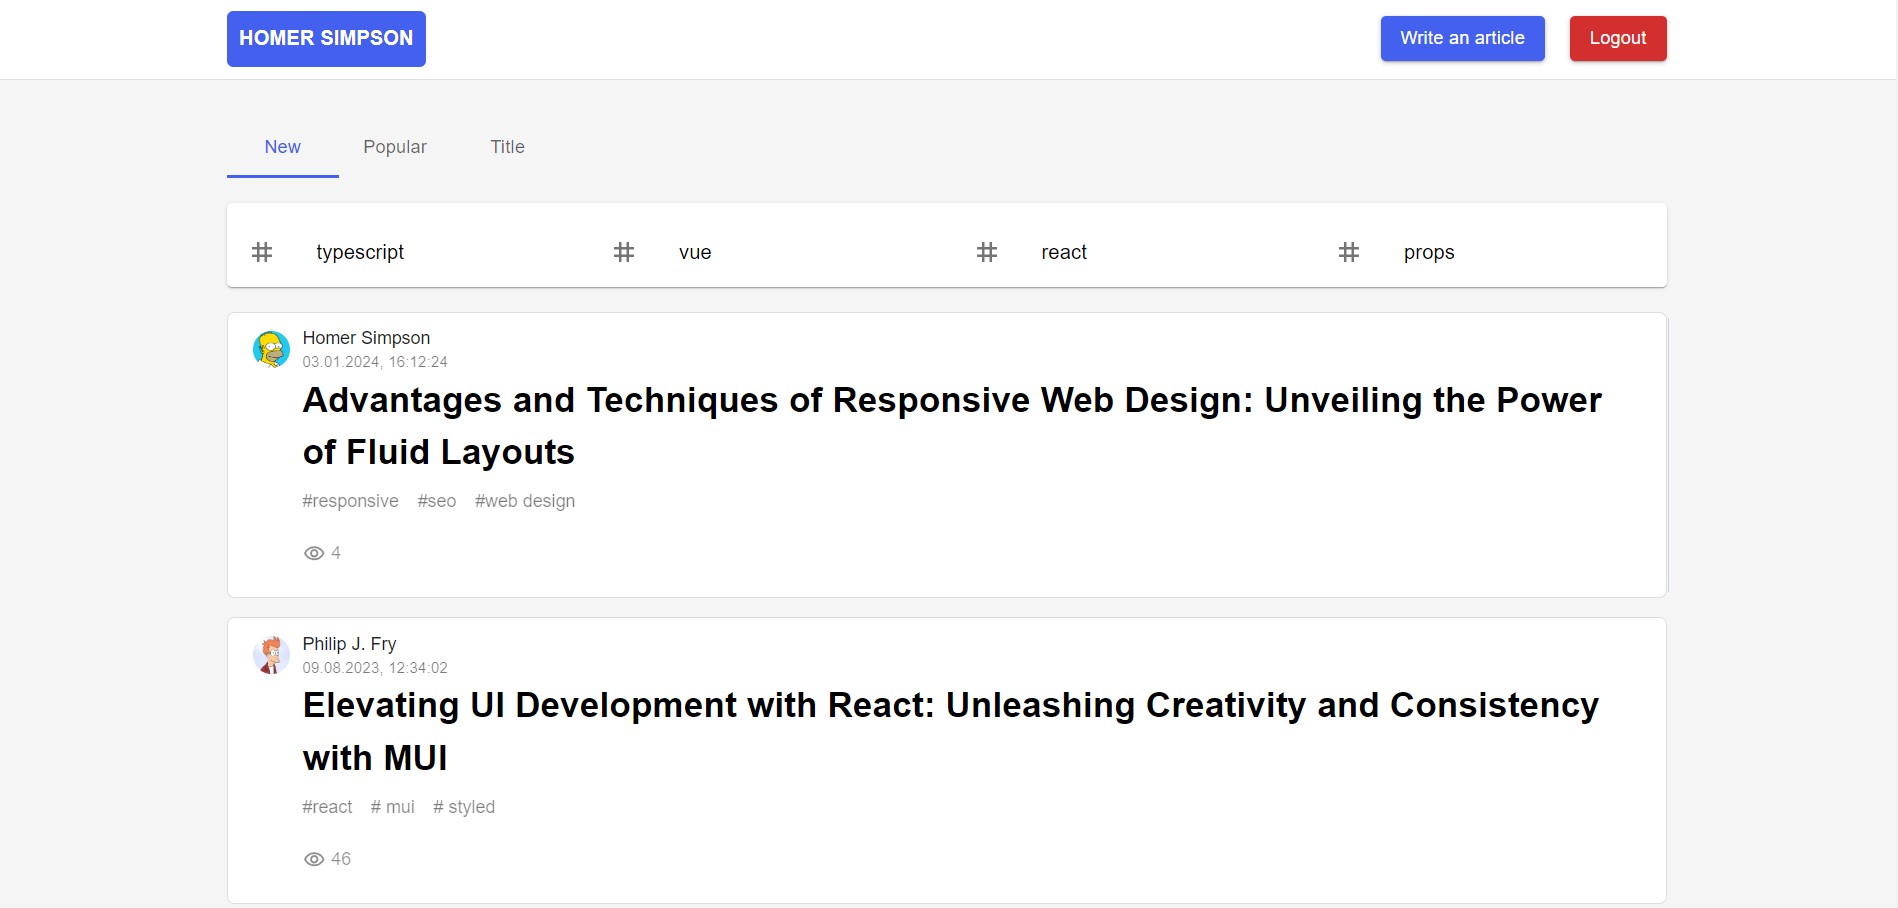 HOMER SIMPSON
Write an article
Logout
New
Popular
Title
# typescript
# vue
# react
# props
Homer Simpson
03.01.2024, 16:12:24
Advantages and Techniques of Responsive Web Design: Unveiling the Power
of Fluid Layouts
#responsive #seo #web design
4
Philip J. Fry
09.08.2023, 12:34:02
Elevating UI Development with React: Unleashing Creativity and Consistency
with MUI
#react # mui # styled
46